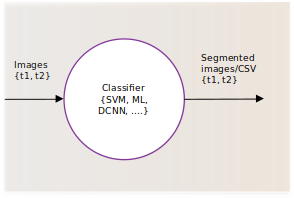 Images
{t1, t2}
Classifier
{SVM, ML,
DCNN, ....}
Segmented
images/CSV
{t1, t2}